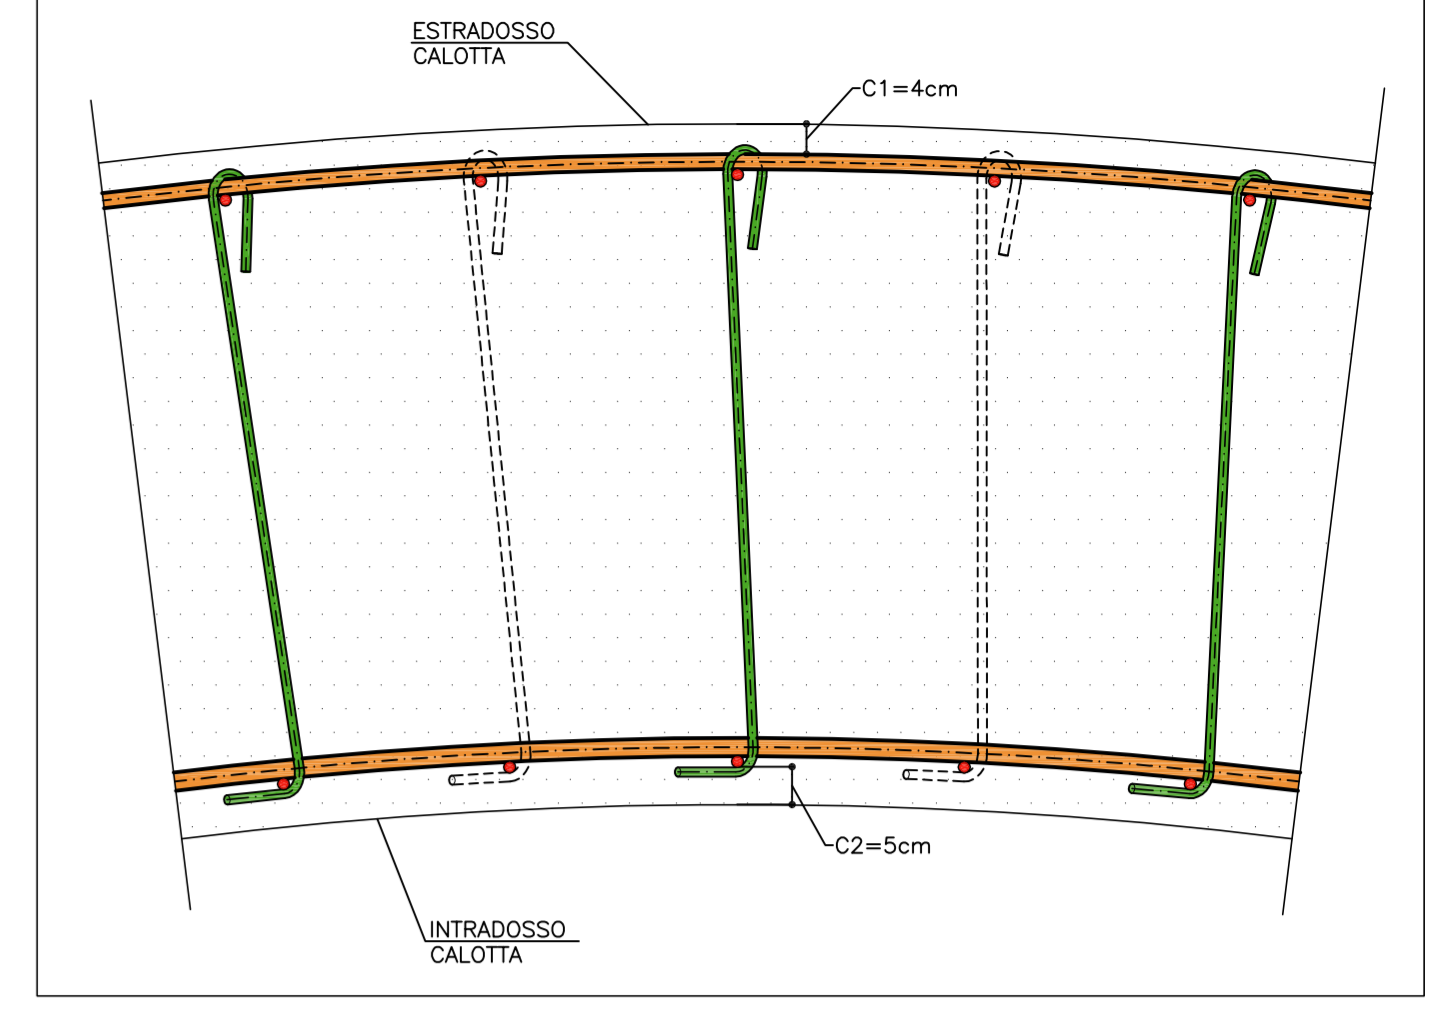 ESTRADOSSO
CALOTTA
C1=4cm
C2=5cm
INTRADOSSO
CALOTTA